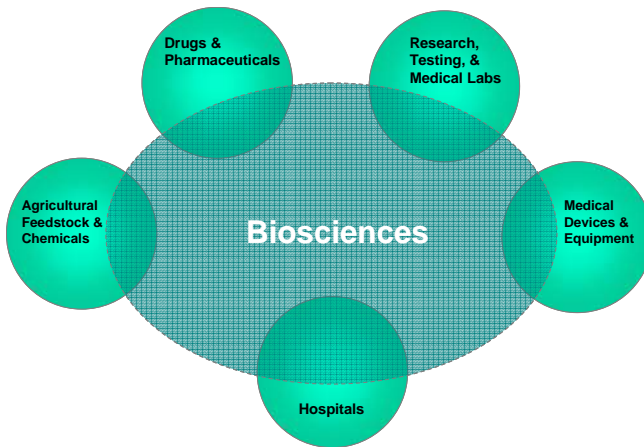 Drugs &
Pharmaceuticals
Research,
Testing, &
Medical Labs
Agricultural
Feedstock &
Chemicals
Biosciences
Medical
Devices &
Equipment
Hospitals